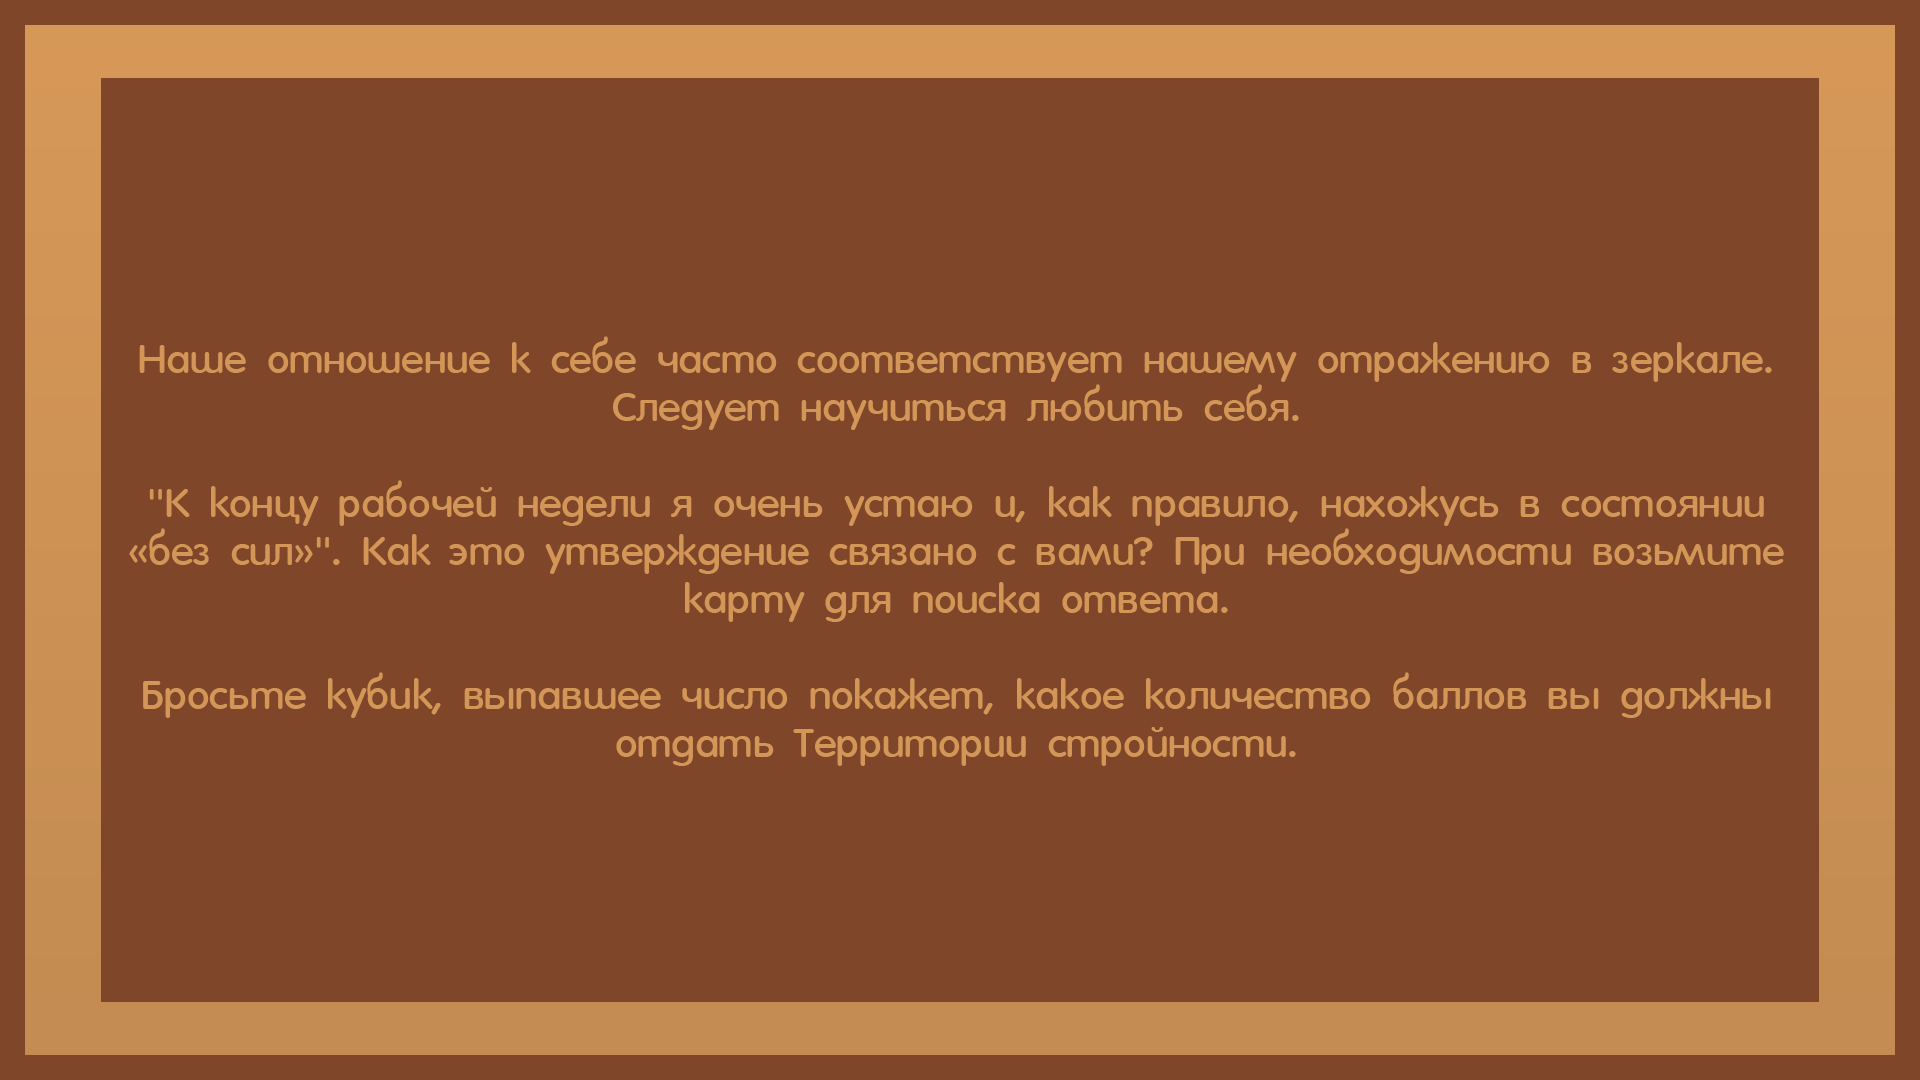 Наше отношение к себе часто соответствует нашему отражению в зеркале.
Следует научиться любить себя.
"К концу рабочей недели я очень устаю и, как правило, нахожусь в состоянии
«без сил»". Как это утверждение связано с вами? При необходимости возьмите
карту для поиска ответа.
Бросьте кубик, выпавшее число покажет, какое количество баллов вы должны
отдать Территории стройности.